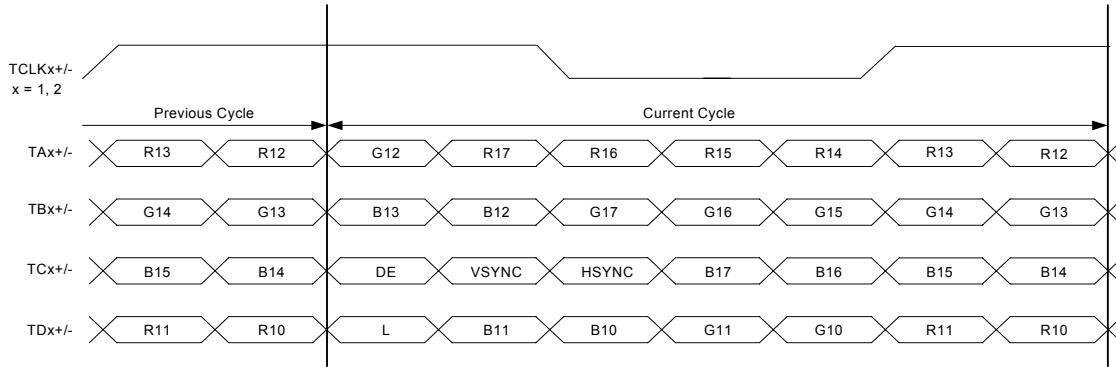 TCLKx+/-
x = 1, 2
Previous Cycle Current Cycle
TAx+/- R13 R12 G12 R17 R16 R15 R14 R13 R12
TBx+/- G14 G13 B13 B12 G17 G16 G15 G14 G13
TCx+/- B15 B14 DE VSYNC HSYNC B17 B16 B15 B14
TDx+/- R11 R10 L B11 B10 G11 G10 R11 R10